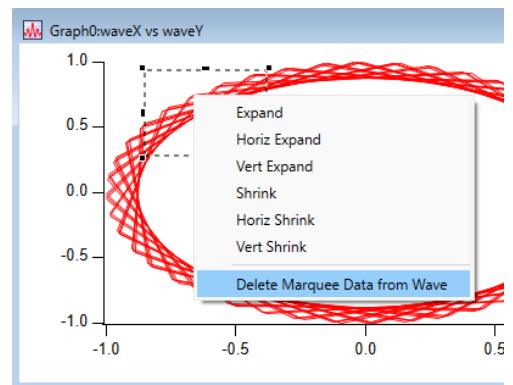 Graph0:waveX vs waveY
1.0
Expand
0.5
Horiz Expand
Vert Expand
0.0
Shrink
Horiz Shrink
Vert Shrink
-0.5
Delete Marquee Data from Wave
-1.0
-1.0 -0.5 0.0 0.5